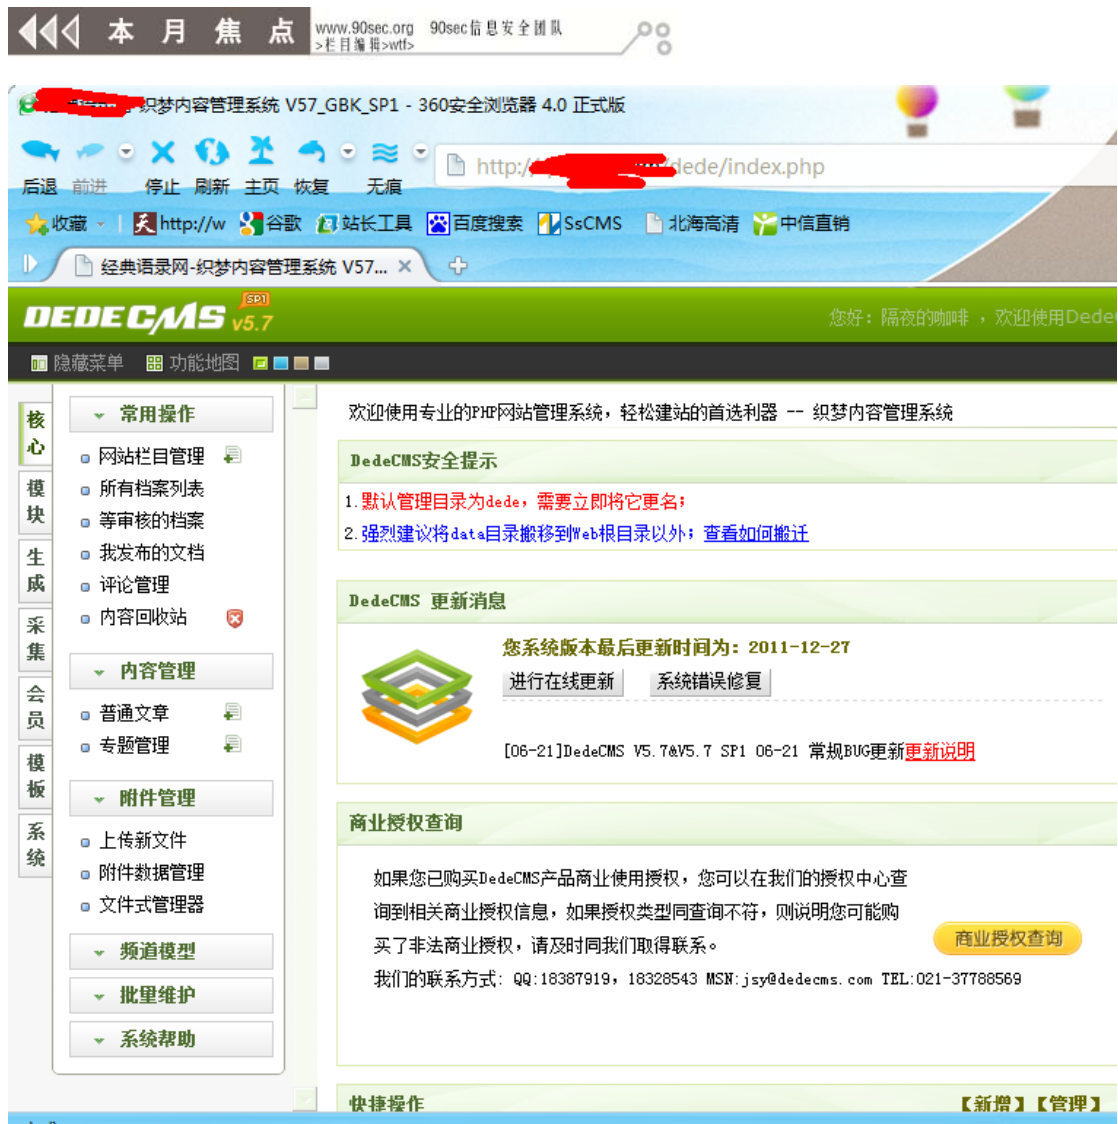 本月焦点
www.90sec.org 90sec信息安全团队
>栏目编辑>wtf>
织梦内容管理系统 V57_GBK_SP1 - 360安全浏览器 4.0 正式版
http:/ /dede/index.php
后退 前进 停止 刷新 主页 恢复 无痕
收藏 http://w 谷歌 站长工具 百度搜索 SsCMS 北海高清 中信直销
经典语录网-织梦内容管理系统 V57...
DEDECMS v5.7 SP1
您好：隔夜的咖啡 ，欢迎使用Dede
隐藏菜单 功能地图
核心
模块
生成
采集
会员
模板
系统
常用操作
网站栏目管理
所有档案列表
等审核的档案
我发布的文档
评论管理
内容回收站
内容管理
普通文章
专题管理
附件管理
上传新文件
附件数据管理
文件式管理器
频道模型
批量维护
系统帮助
欢迎使用专业的PHP网站管理系统，轻松建站的首选利器 -- 织梦内容管理系统
DedeCMS安全提示
1.默认管理目录为dede，需要立即将它更名；
2.强烈建议将data目录搬移到Web根目录以外；查看如何搬迁
DedeCMS 更新消息
您系统版本最后更新时间为：2011-12-27
进行在线更新 系统错误修复
[06-21]DedeCMS V5.7&V5.7 SP1 06-21 常规BUG更新更新说明
商业授权查询
如果您已购买DedeCMS产品商业使用授权，您可以在我们的授权中心查
询到相关商业授权信息，如果授权类型同查询不符，则说明您可能购
买了非法商业授权，请及时同我们取得联系。
商业授权查询
我们的联系方式: QQ:18387919，18328543 MSN:jsy@dedecms.com TEL:021-37788569
快捷操作 【新增】【管理】